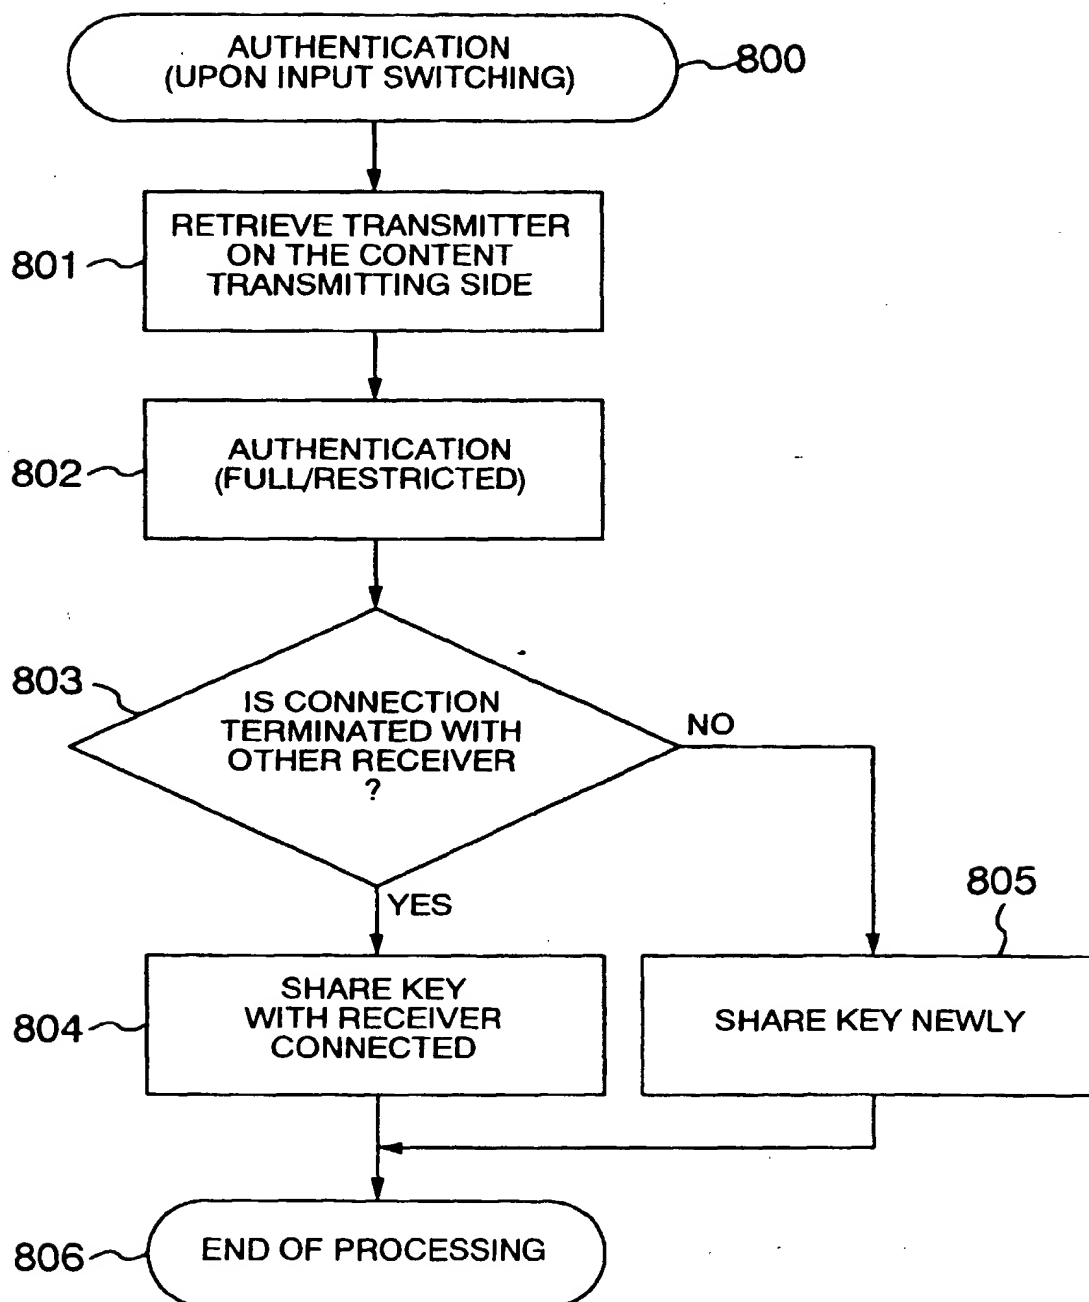 AUTHENTICATION
(UPON INPUT SWITCHING)
800
RETRIEVE TRANSMITTER
ON THE CONTENT
TRANSMITTING SIDE
801
AUTHENTICATION
(FULL/RESTRICTED)
802
803
IS CONNECTION
TERMINATED WITH
OTHER RECEIVER
?
NO
YES
805
SHARE KEY
WITH RECEIVER
CONNECTED
804
SHARE KEY NEWLY
END OF PROCESSING
806